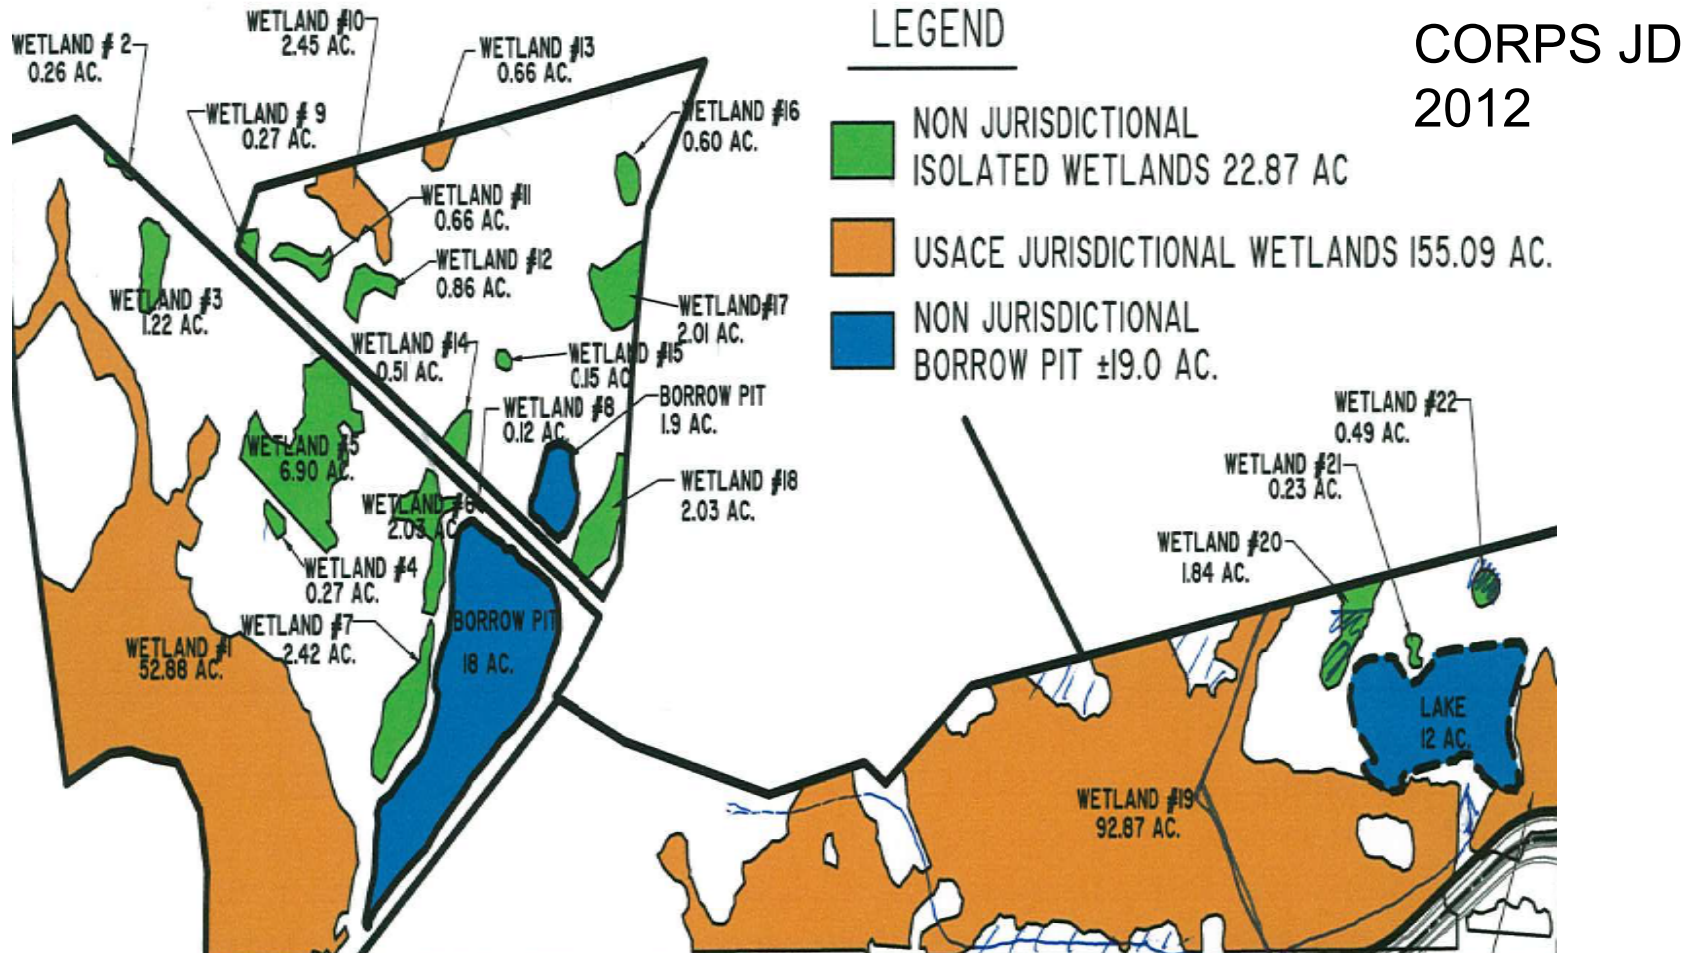 WETLAND # 2
0.26 AC.
WETLAND #10
2.45 AC.
WETLAND #13
0.66 AC.
WETLAND # 9
0.27 AC.
WETLAND #16
0.60 AC.
WETLAND #11
0.66 AC.
WETLAND #12
0.86 AC.
WETLAND #3
1.22 AC.
WETLAND#17
2.01 AC.
WETLAND #14
0.51 AC.
WETLAND #15
0.15 AC
WETLAND #8
0.12 AC.
BORROW PIT
1.9 AC.
WETLAND #5
6.90 AC.
WETLAND #6
2.03 AC
WETLAND #18
2.03 AC.
WETLAND #4
0.27 AC.
WETLAND #7
2.42 AC.
WETLAND #1
52.88 AC.
BORROW PIT
18 AC.
LEGEND
NON JURISDICTIONAL
ISOLATED WETLANDS 22.87 AC
USACE JURISDICTIONAL WETLANDS 155.09 AC.
NON JURISDICTIONAL
BORROW PIT ±19.0 AC.
CORPS JD
2012
WETLAND #22
0.49 AC.
WETLAND #21
0.23 AC.
WETLAND #20
1.84 AC.
LAKE
12 AC.
WETLAND #19
92.87 AC.